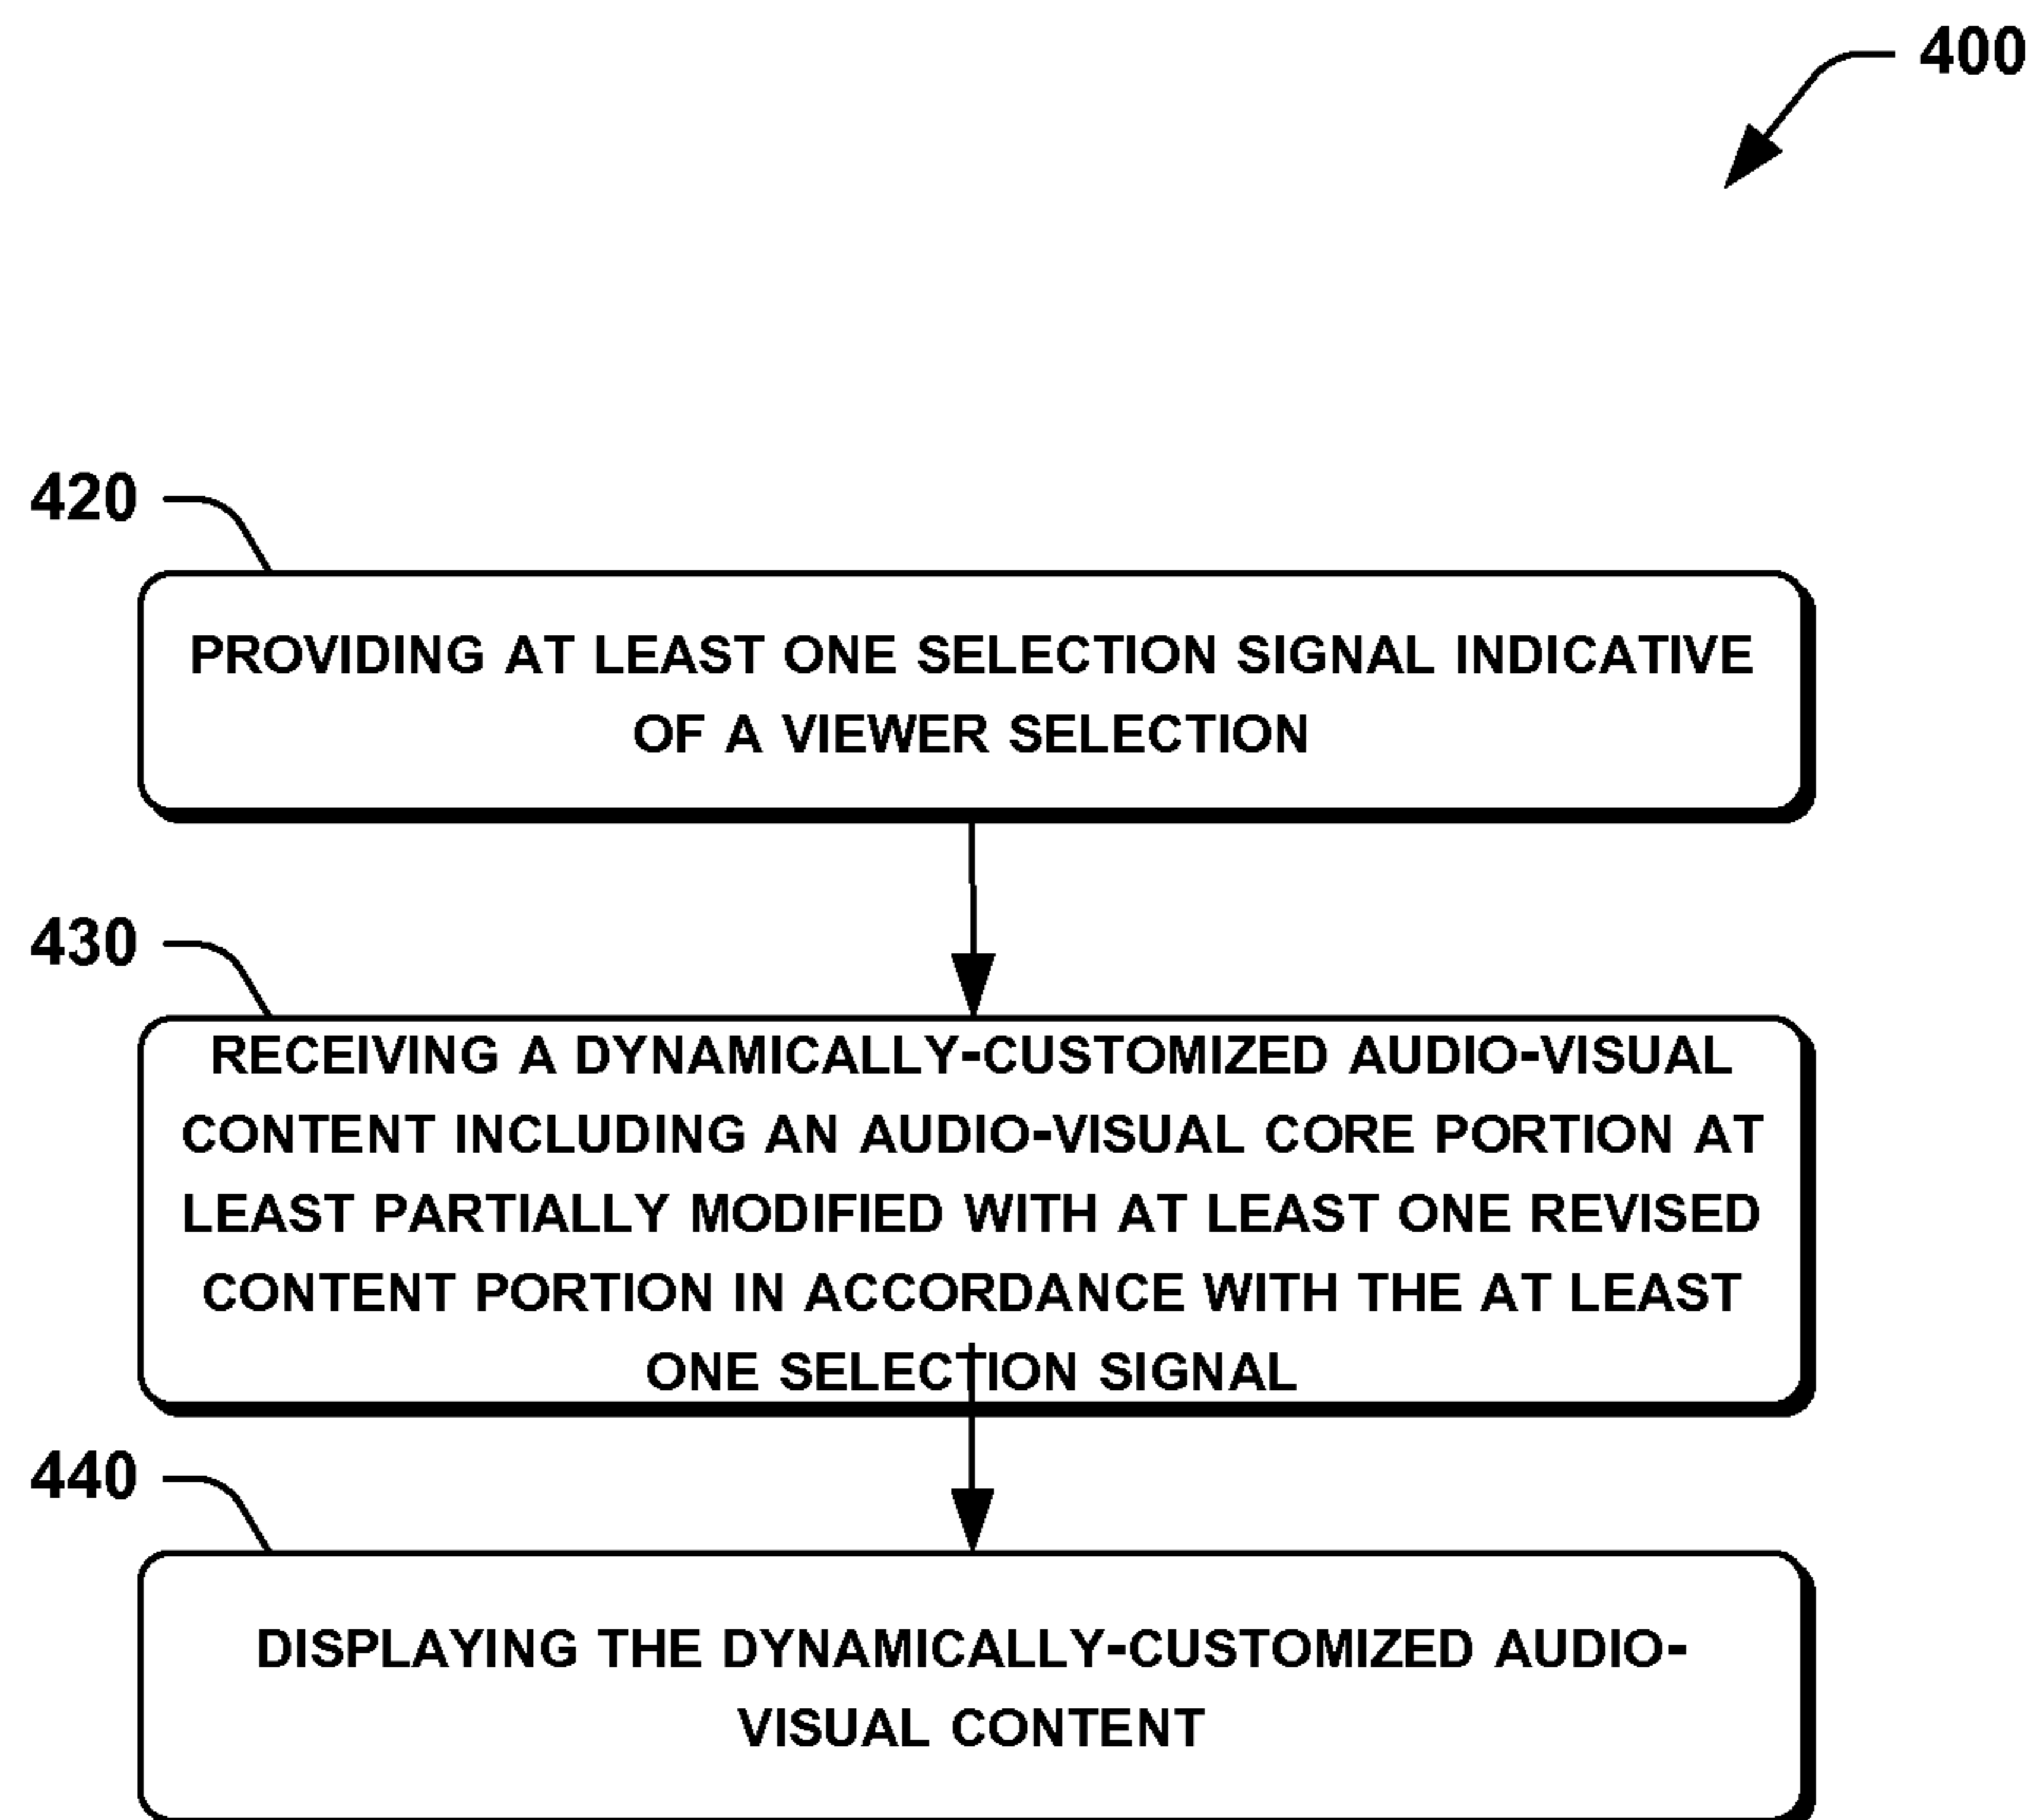 400
420
PROVIDING AT LEAST ONE SELECTION SIGNAL INDICATIVE
OF A VIEWER SELECTION
430
RECEIVING A DYNAMICALLY-CUSTOMIZED AUDIO-VISUAL
CONTENT INCLUDING AN AUDIO-VISUAL CORE PORTION AT
LEAST PARTIALLY MODIFIED WITH AT LEAST ONE REVISED
CONTENT PORTION IN ACCORDANCE WITH THE AT LEAST
ONE SELECTION SIGNAL
440
DISPLAYING THE DYNAMICALLY-CUSTOMIZED AUDIO-
VISUAL CONTENT